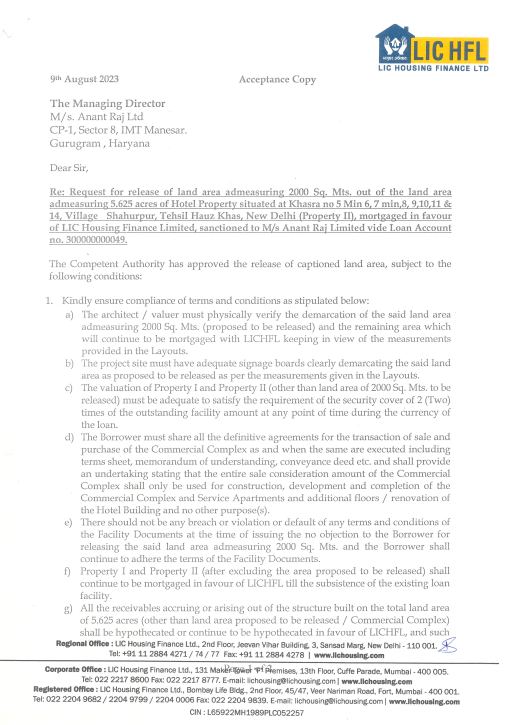 LIC HFL
LIC HOUSING FINANCE LTD
9th August 2023 Acceptance Copy
The Managing Director
M/s. Anant Raj Ltd
CP-1, Sector 8, IMT Manesar.
Gurugram , Haryana
Dear Sir,
Re: Request for release of land area admeasuring 2000 Sq. Mts. out of the land area
admeasuring 5.625 acres of Hotel Property situated at Khasra no 5 Min 6, 7 min,8, 9,10,11 &
14, Village Shahurpur, Tehsil Hauz Khas, New Delhi (Property II), mortgaged in favour
of LIC Housing Finance Limited, sanctioned to M/s Anant Raj Limited vide Loan Account
no. 300000000049.
The Competent Authority has approved the release of captioned land area, subject to the
following conditions:
1. Kindly ensure compliance of terms and conditions as stipulated below:
a) The architect / valuer must physically verify the demarcation of the said land area
admeasuring 2000 Sq. Mts. (proposed to be released) and the remaining area which
will continue to be mortgaged with LICHFL keeping in view of the measurements
provided in the Layouts.
b) The project site must have adequate signage boards clearly demarcating the said land
area as proposed to be released as per the measurements given in the Layouts.
c) The valuation of Property I and Property II (other than land area of 2000 Sq. Mts. to be
released) must be adequate to satisfy the requirement of the security cover of 2 (Two)
times of the outstanding facility amount at any point of time during the currency of
the loan.
d) The Borrower must share all the definitive agreements for the transaction of sale and
purchase of the Commercial Complex as and when the same are executed including
terms sheet, memorandum of understanding, conveyance deed etc. and shall provide
an undertaking stating that the entire sale consideration amount of the Commercial
Complex shall only be used for construction, development and completion of the
Commercial Complex and Service Apartments and additional floors / renovation of
the Hotel Building and no other purpose(s).
e) There should not be any breach or violation or default of any terms and conditions of
the Facility Documents at the time of issuing the no objection to the Borrower for
releasing the said land area admeasuring 2000 Sq. Mts. and the Borrower shall
continue to adhere the terms of the Facility Documents.
f) Property I and Property II (after excluding the area proposed to be released) shall
continue to be mortgaged in favour of LICHFL till the subsistence of the existing loan
facility.
g) All the receivables accruing or arising out of the structure built on the total land area
of 5.625 acres (other than land area proposed to be released / Commercial Complex)
shall be hypothecated or continue to be hypothecated in favour of LICHFL, and such
Regional Office : LIC Housing Finance Ltd., 2nd Floor, Jeevan Vihar Building, 3, Sansad Marg, New Delhi - 110 001.
Tel: +91 11 2884 4271 / 74 / 77 Fax: +91 11 2884 4278 | www.lichousing.com
Corporate Office : LIC Housing Finance Ltd., 131 Maker Tower "F" Premises, 13th Floor, Cuffe Parade, Mumbai - 400 005.
Tel: 022 2217 8600 Fax: 022 2217 8777. E-mail: lichousing@lichousing.com | www.lichousing.com
Registered Office : LIC Housing Finance Ltd., Bombay Life Bldg., 2nd Floor, 45/47, Veer Nariman Road, Fort, Mumbai - 400 001.
Tel: 022 2204 9682 / 2204 9799 / 2204 0006 Fax: 022 2204 9839. E-mail: lichousing@lichousing.com | www.lichousing.com
CIN : L65922MH1989PLC052257